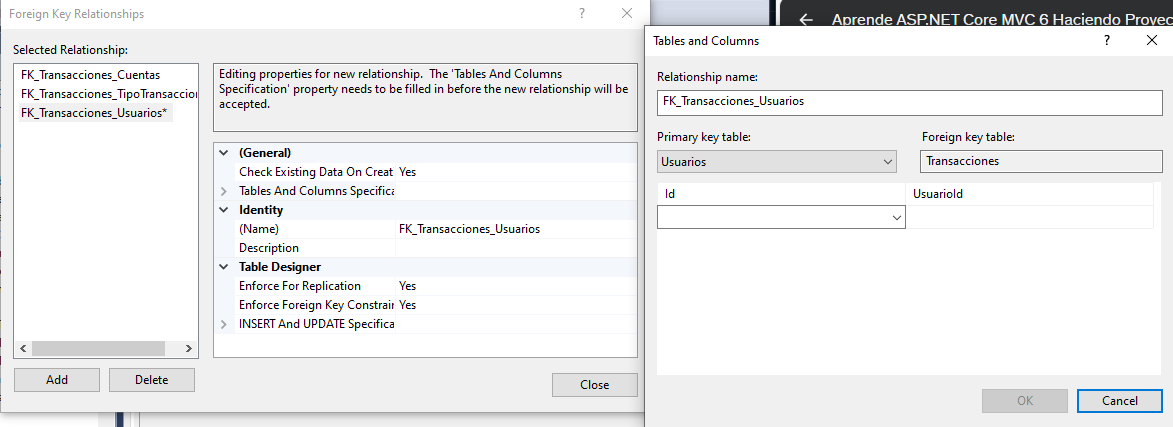 Foreign Key Relationships
Selected Relationship:
FK_Transacciones_Cuentas
FK_Transacciones_TipoTransaccion
FK_Transacciones_Usuarios*
Add
Delete
Editing properties for new relationship. The 'Tables And Columns
Specification' property needs to be filled in before the new relationship will be
accepted.
(General)
Check Existing Data On Creat Yes
Tables And Columns Specifica
Identity
(Name) FK_Transacciones_Usuarios
Description
Table Designer
Enforce For Replication Yes
Enforce Foreign Key Constrain Yes
INSERT And UPDATE Specifica
Close
Aprende ASP.NET Core MVC 6 Haciendo Proyec
Tables and Columns
Relationship name:
FK_Transacciones_Usuarios
Primary key table:
Foreign key table:
Usuarios
Transacciones
Id
UsuarioId
OK
Cancel